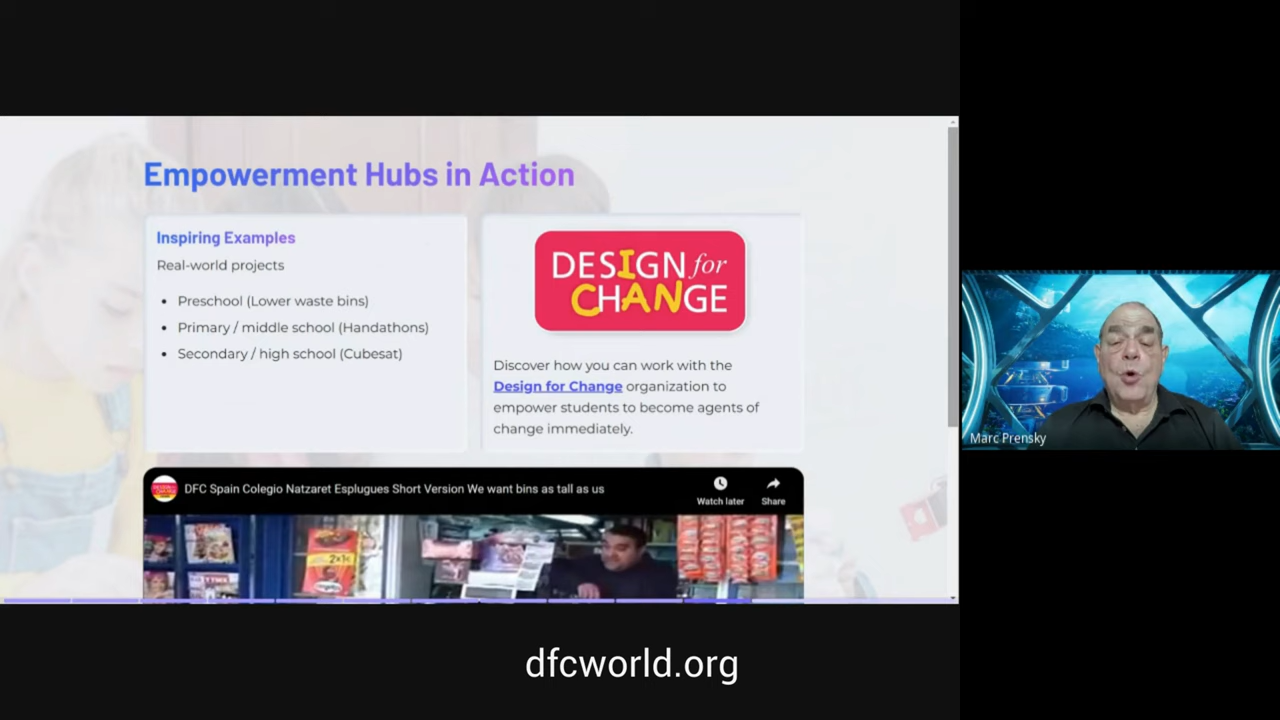 Empowerment Hubs in Action
Inspiring Examples
Real-world projects
• Preschool (Lower waste bins)
• Primary / middle school (Handathons)
• Secondary / high school (Cubesat)
DESIGN for
CHANGE
Discover how you can work with the
Design for Change organization to
empower students to become agents of
change immediately.
DFC Spain Colegio Natzaret Esplugues Short Version We want bins as tall as us
Watch later
Share
2x1€
Marc Prensky
dfcworld.org